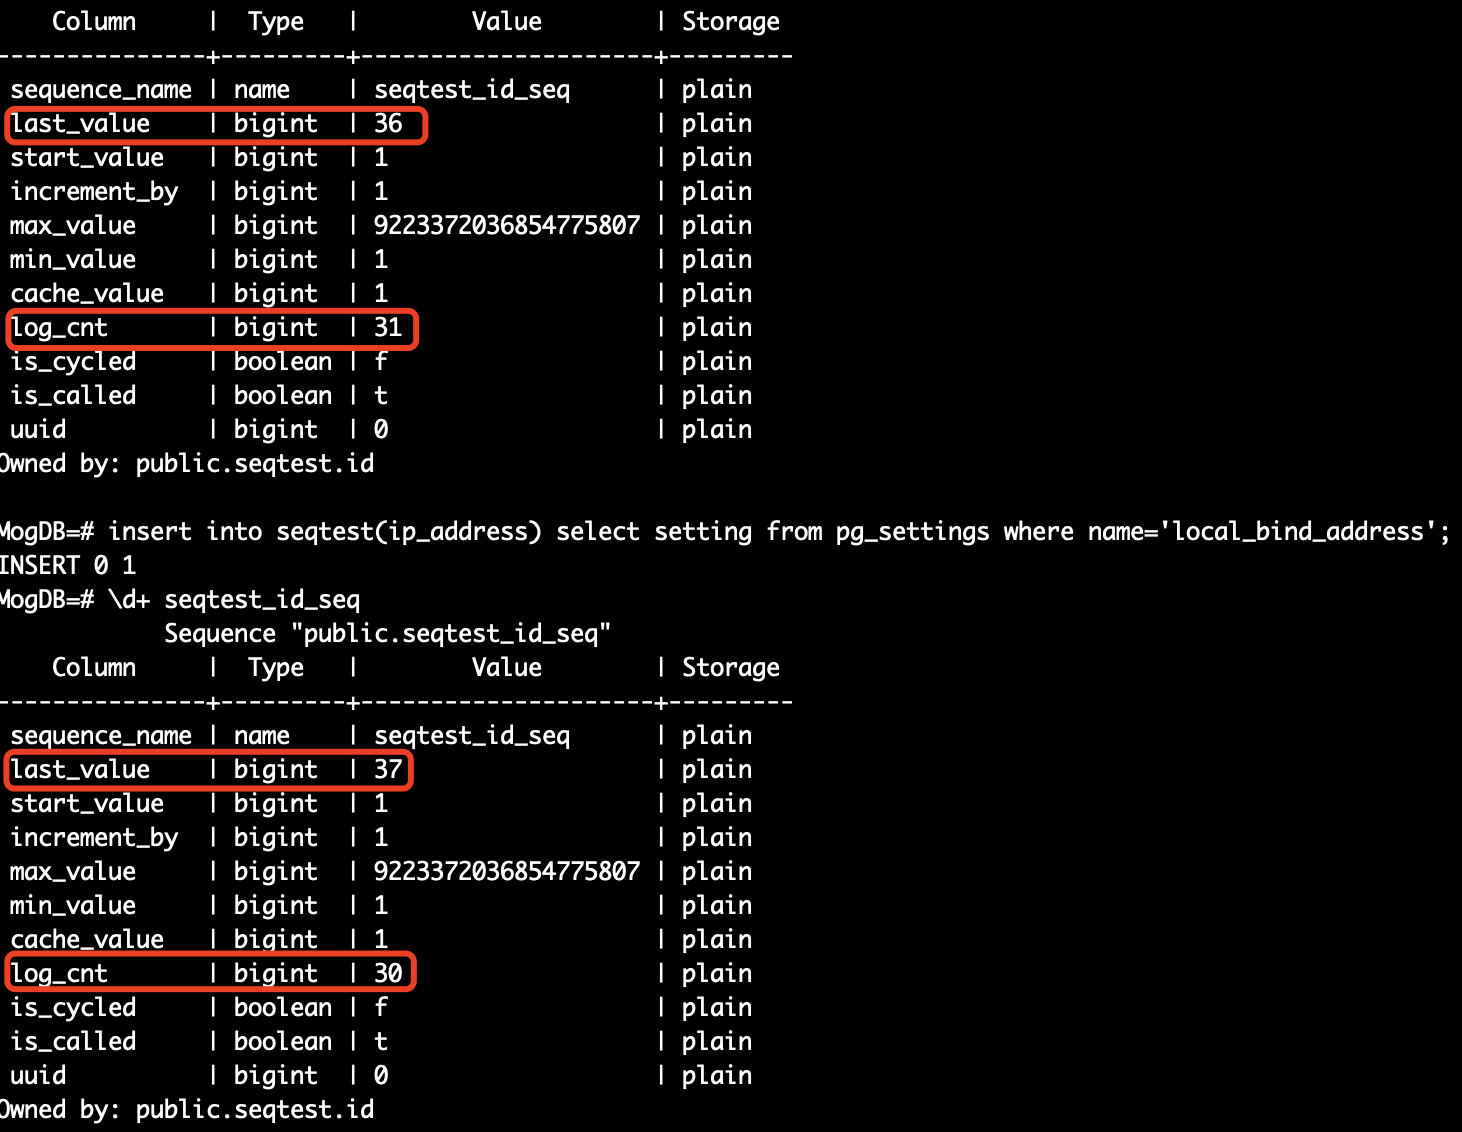 Column     |  Type   |        Value        | Storage
---------------+---------+---------------------+---------
 sequence_name | name    | seqtest_id_seq      | plain
 last_value    | bigint  | 36                  | plain
 start_value   | bigint  | 1                   | plain
 increment_by  | bigint  | 1                   | plain
 max_value     | bigint  | 9223372036854775807 | plain
 min_value     | bigint  | 1                   | plain
 cache_value   | bigint  | 1                   | plain
 log_cnt       | bigint  | 31                  | plain
 is_cycled     | boolean | f                   | plain
 is_called     | boolean | t                   | plain
 uuid          | bigint  | 0                   | plain
Owned by: public.seqtest.id
MogDB=# insert into seqtest(ip_address) select setting from pg_settings where name='local_bind_address';
INSERT 0 1
MogDB=# \d+ seqtest_id_seq
            Sequence "public.seqtest_id_seq"
    Column     |  Type   |        Value        | Storage
---------------+---------+---------------------+---------
 sequence_name | name    | seqtest_id_seq      | plain
 last_value    | bigint  | 37                  | plain
 start_value   | bigint  | 1                   | plain
 increment_by  | bigint  | 1                   | plain
 max_value     | bigint  | 9223372036854775807 | plain
 min_value     | bigint  | 1                   | plain
 cache_value   | bigint  | 1                   | plain
 log_cnt       | bigint  | 30                  | plain
 is_cycled     | boolean | f                   | plain
 is_called     | boolean | t                   | plain
 uuid          | bigint  | 0                   | plain
Owned by: public.seqtest.id